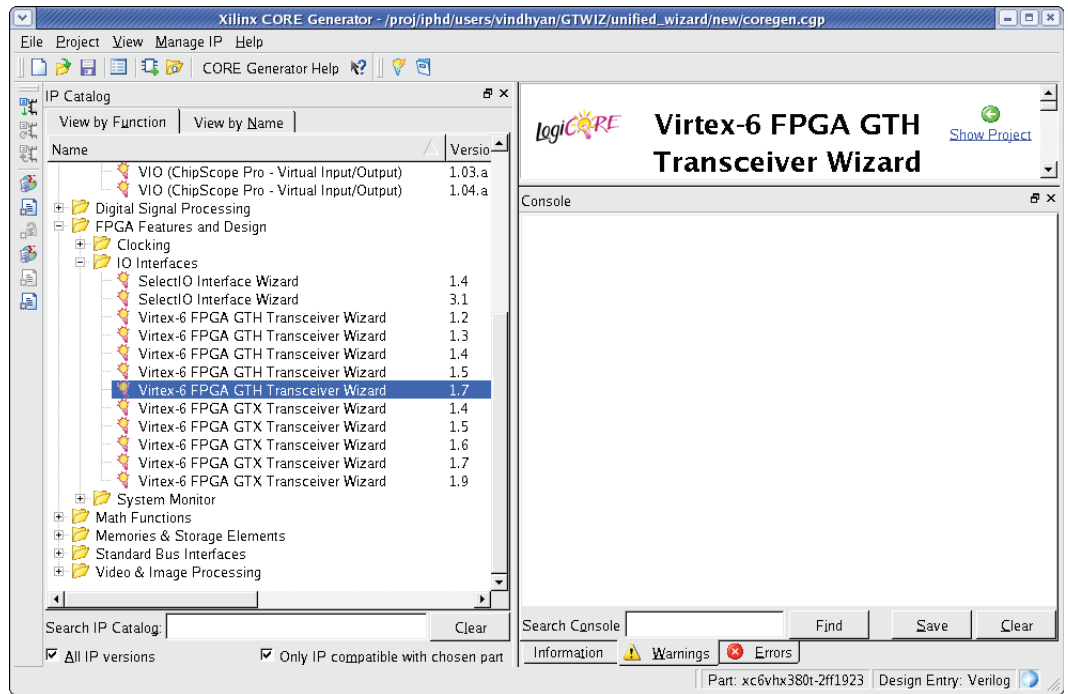 Xilinx CORE Generator - /proj/iphd/users/vindhyan/GTWIZ/unified_wizard/new/coregen.cgp
File Project View Manage IP Help
CORE Generator Help
IP Catalog
View by Function View by Name
Name Versio
VIO (ChipScope Pro - Virtual Input/Output) 1.03.a
VIO (ChipScope Pro - Virtual Input/Output) 1.04.a
Digital Signal Processing
FPGA Features and Design
Clocking
IO Interfaces
SelectIO Interface Wizard 1.4
SelectIO Interface Wizard 3.1
Virtex-6 FPGA GTH Transceiver Wizard 1.2
Virtex-6 FPGA GTH Transceiver Wizard 1.3
Virtex-6 FPGA GTH Transceiver Wizard 1.4
Virtex-6 FPGA GTH Transceiver Wizard 1.5
Virtex-6 FPGA GTH Transceiver Wizard 1.7
Virtex-6 FPGA GTX Transceiver Wizard 1.4
Virtex-6 FPGA GTX Transceiver Wizard 1.5
Virtex-6 FPGA GTX Transceiver Wizard 1.6
Virtex-6 FPGA GTX Transceiver Wizard 1.7
Virtex-6 FPGA GTX Transceiver Wizard 1.9
System Monitor
Math Functions
Memories & Storage Elements
Standard Bus Interfaces
Video & Image Processing
Search IP Catalog: Clear
All IP versions Only IP compatible with chosen part
logiCORE
Virtex-6 FPGA GTH
Transceiver Wizard
Show Project
Console
Search Console Find Save Clear
Information Warnings Errors
Part: xc6vhx380t-2ff1923 Design Entry: Verilog